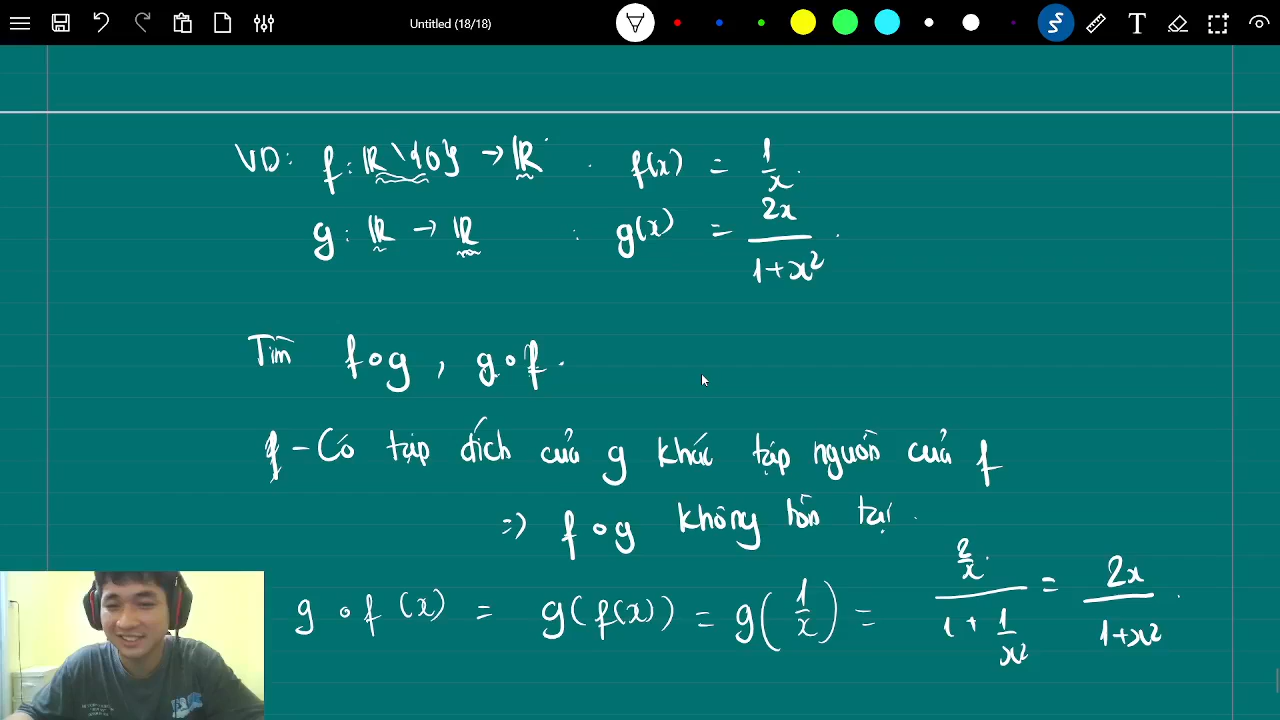 Untitled (18/18)
VD: f: ℝ\{0} → ℝ . f(x) = 1/x.
g: ℝ → ℝ : g(x) = 2x/(1+x²).
Tìm f∘g, g∘f.
f - Có tập đích của g khác tập nguồn của f
=> f∘g không tồn tại.
g∘f(x) = g(f(x)) = g(1/x) = (2/x)/(1 + 1/x²) = 2x/(1+x²).